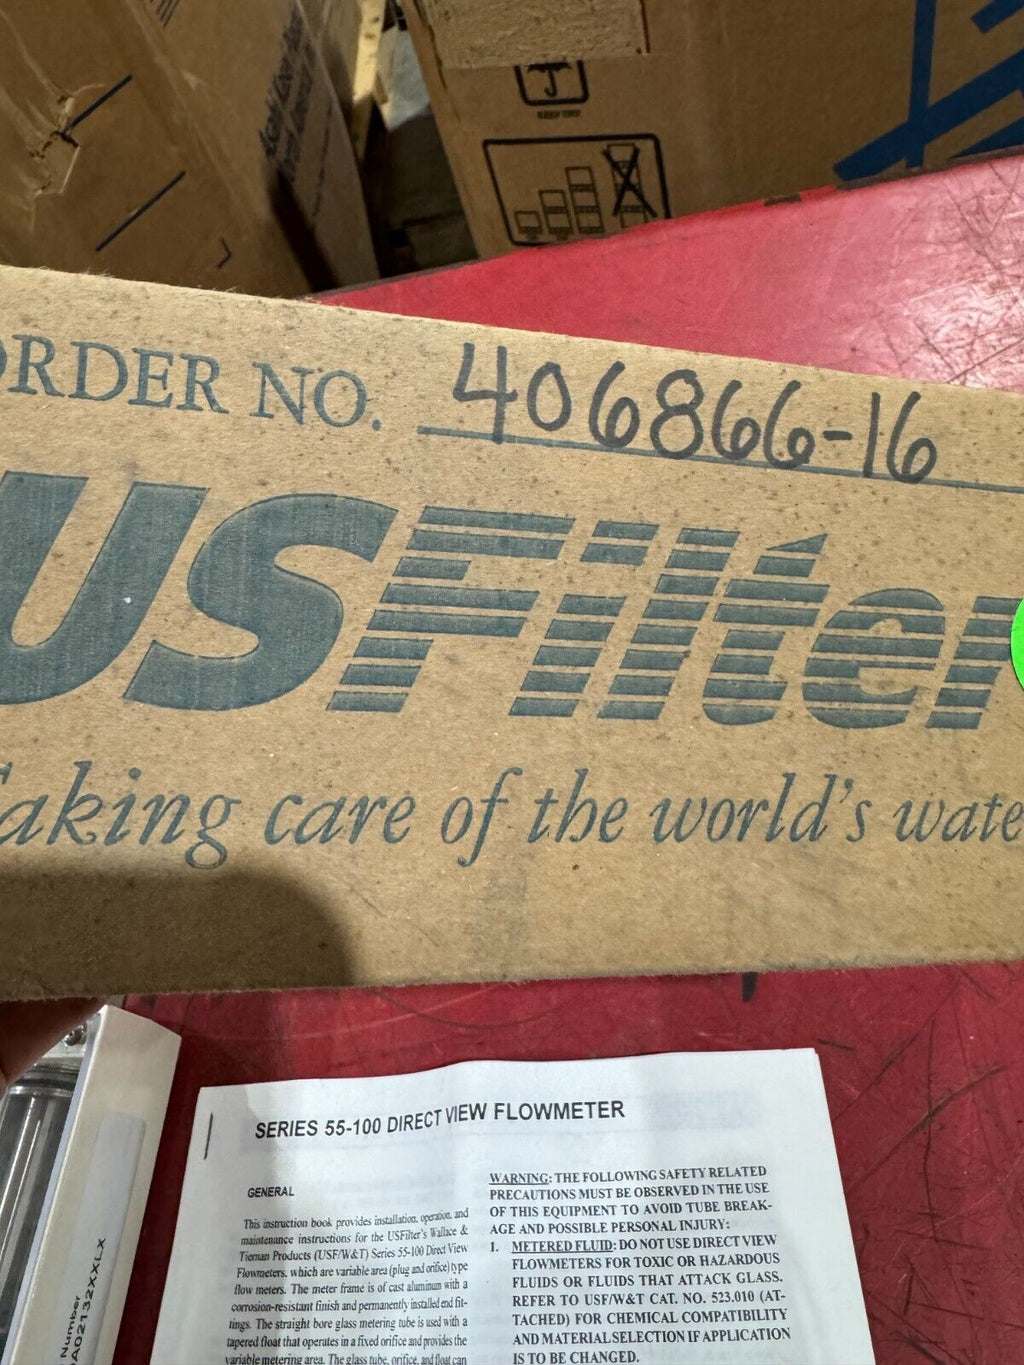 ORDER NO. 406866-16
USFilter
Taking care of the world's water
SERIES 55-100 DIRECT VIEW FLOWMETER
GENERAL
This instruction book provides installation, operation, and
maintenance instructions for the USFilter's Wallace &
Tiernan Products (USF/W&T) Series 55-100 Direct View
Flowmeters, which are variable area (plug and orifice) type
flow meters. The meter frame is of cast aluminum with a
corrosion-resistant finish and permanently installed end fit-
tings. The straight bore glass metering tube is used with a
tapered float that operates in a fixed orifice and provides the
variable metering area. The glass tube, orifice, and float can
WARNING: THE FOLLOWING SAFETY RELATED
PRECAUTIONS MUST BE OBSERVED IN THE USE
OF THIS EQUIPMENT TO AVOID TUBE BREAK-
AGE AND POSSIBLE PERSONAL INJURY:
1. METERED FLUID: DO NOT USE DIRECT VIEW
FLOWMETERS FOR TOXIC OR HAZARDOUS
FLUIDS OR FLUIDS THAT ATTACK GLASS.
REFER TO USF/W&T CAT. NO. 523.010 (AT-
TACHED) FOR CHEMICAL COMPATIBILITY
AND MATERIAL SELECTION IF APPLICATION
IS TO BE CHANGED.
Number
A02132XXLX